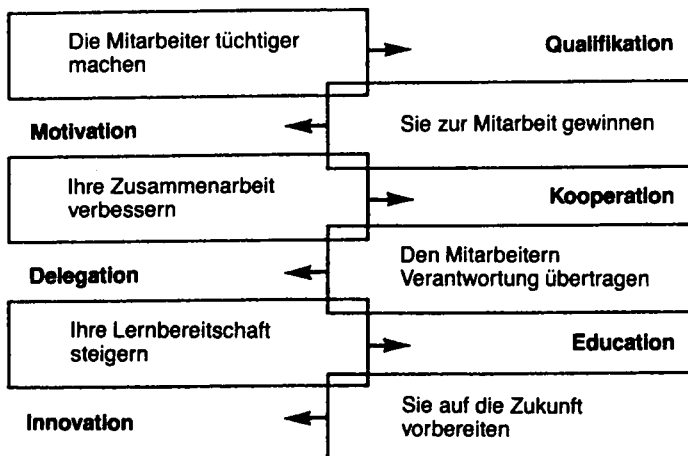 Die Mitarbeiter tüchtiger
machen
Qualifikation
Motivation
Sie zur Mitarbeit gewinnen
Ihre Zusammenarbeit
verbessern
Kooperation
Delegation
Den Mitarbeitern
Verantwortung übertragen
Ihre Lernbereitschaft
steigern
Education
Innovation
Sie auf die Zukunft
vorbereiten